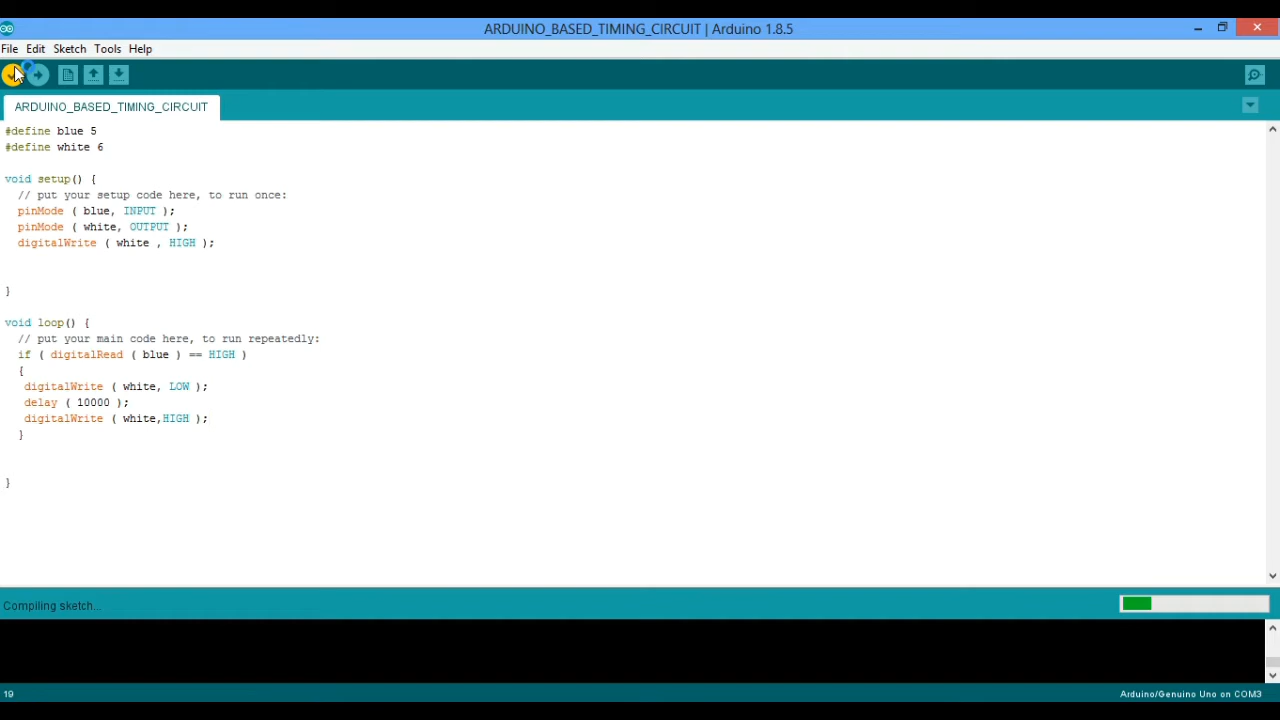 ARDUINO_BASED_TIMING_CIRCUIT | Arduino 1.8.5
File Edit Sketch Tools Help
ARDUINO_BASED_TIMING_CIRCUIT
#define blue 5
#define white 6
void setup() {
// put your setup code here, to run once:
pinMode ( blue, INPUT );
pinMode ( white, OUTPUT );
digitalWrite ( white , HIGH );
}
void loop() {
// put your main code here, to run repeatedly:
if ( digitalRead ( blue ) == HIGH )
{
digitalWrite ( white, LOW );
delay ( 10000 );
digitalWrite ( white,HIGH );
}
}
Compiling sketch...
19 Arduino/Genuino Uno on COM3